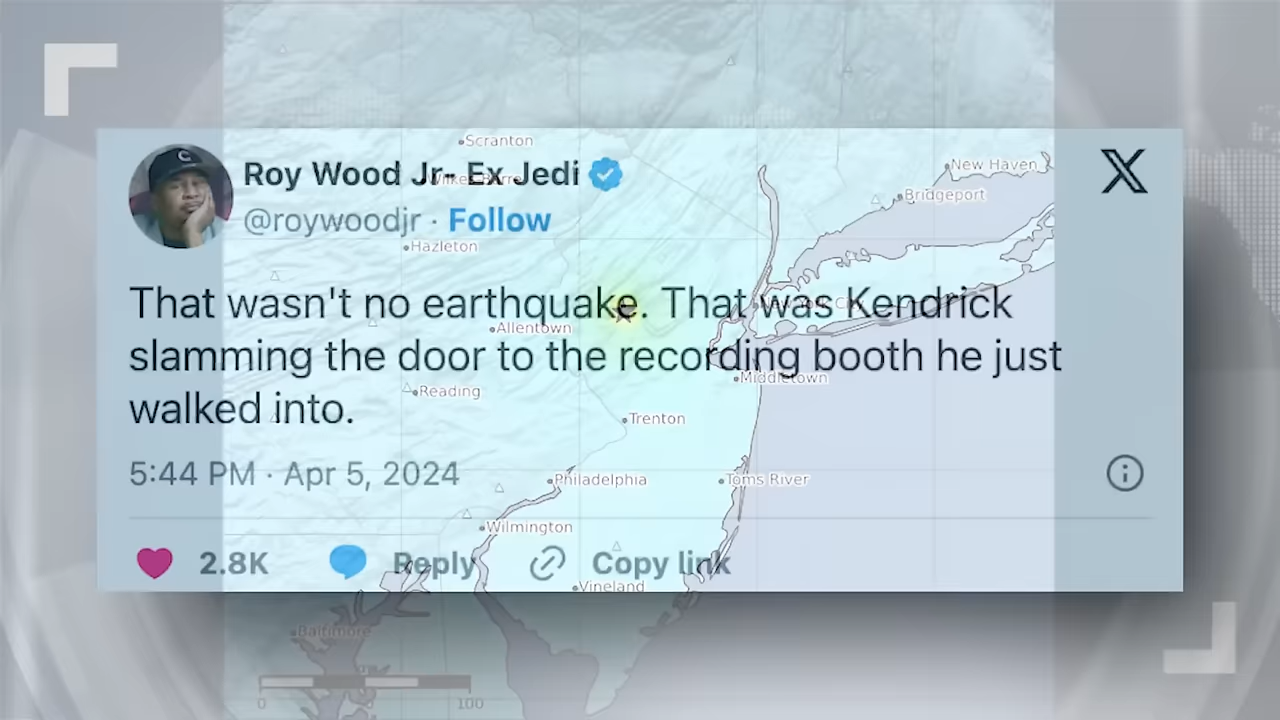 Scranton
Roy Wood Jr- Ex Jedi
@roywoodjr · Follow
New Haven
Bridgeport
Hazleton
That wasn't no earthquake. That was Kendrick
Allentown
slamming the door to the recording booth he just
Middletown
Reading
walked into.
Trenton
5:44 PM · Apr 5, 2024
Philadelphia
Toms River
Wilmington
2.8K Reply Copy link
Vineland
Baltimore
0 100